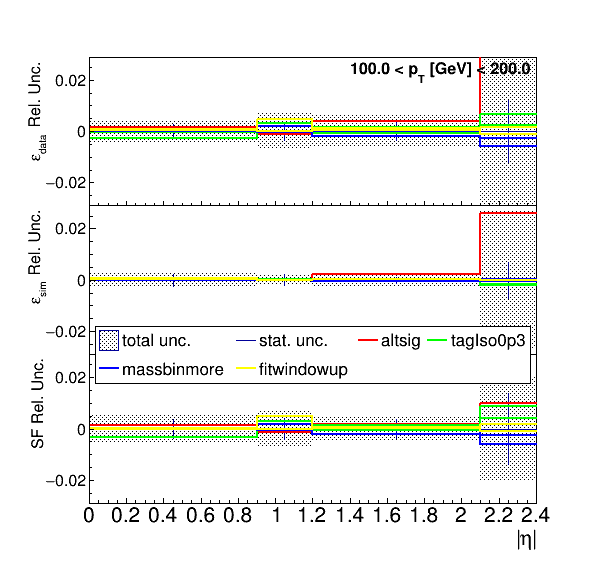 100.0 < pT [GeV] < 200.0
εdata Rel. Unc.
0.02
0
−0.02
εsim Rel. Unc.
0.02
0
−0.02
total unc. stat. unc. altsig tagIso0p3
massbinmore fitwindowup
SF Rel. Unc.
0.02
0
−0.02
0 0.2 0.4 0.6 0.8 1 1.2 1.4 1.6 1.8 2 2.2 2.4
|η|